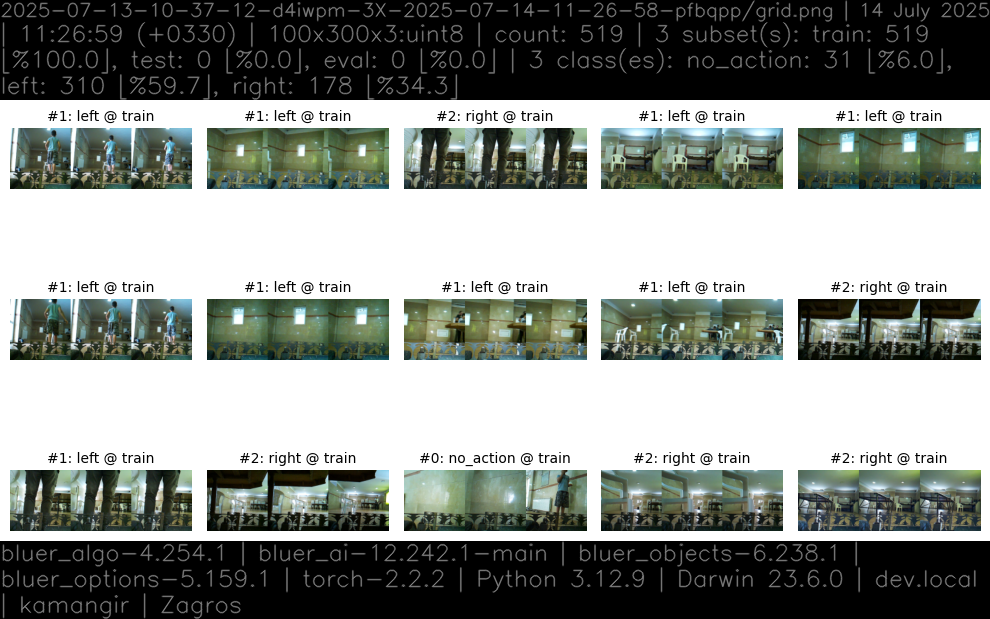 2025-07-13-10-37-12-d4iwpm-3X-2025-07-14-11-26-58-pfbqpp/grid.png | 14 July 2025
| 11:26:59 (+0330) | 100x300x3:uint8 | count: 519 | 3 subset(s): train: 519
[%100.0], test: 0 [%0.0], eval: 0 [%0.0] | 3 class(es): no_action: 31 [%6.0],
left: 310 [%59.7], right: 178 [%34.3]
#1: left @ train
#1: left @ train
#2: right @ train
#1: left @ train
#1: left @ train
#1: left @ train
#1: left @ train
#1: left @ train
#1: left @ train
#2: right @ train
#1: left @ train
#2: right @ train
#0: no_action @ train
#2: right @ train
#2: right @ train
bluer_algo-4.254.1 | bluer_ai-12.242.1-main | bluer_objects-6.238.1 |
bluer_options-5.159.1 | torch-2.2.2 | Python 3.12.9 | Darwin 23.6.0 | dev.local
| kamangir | Zagros